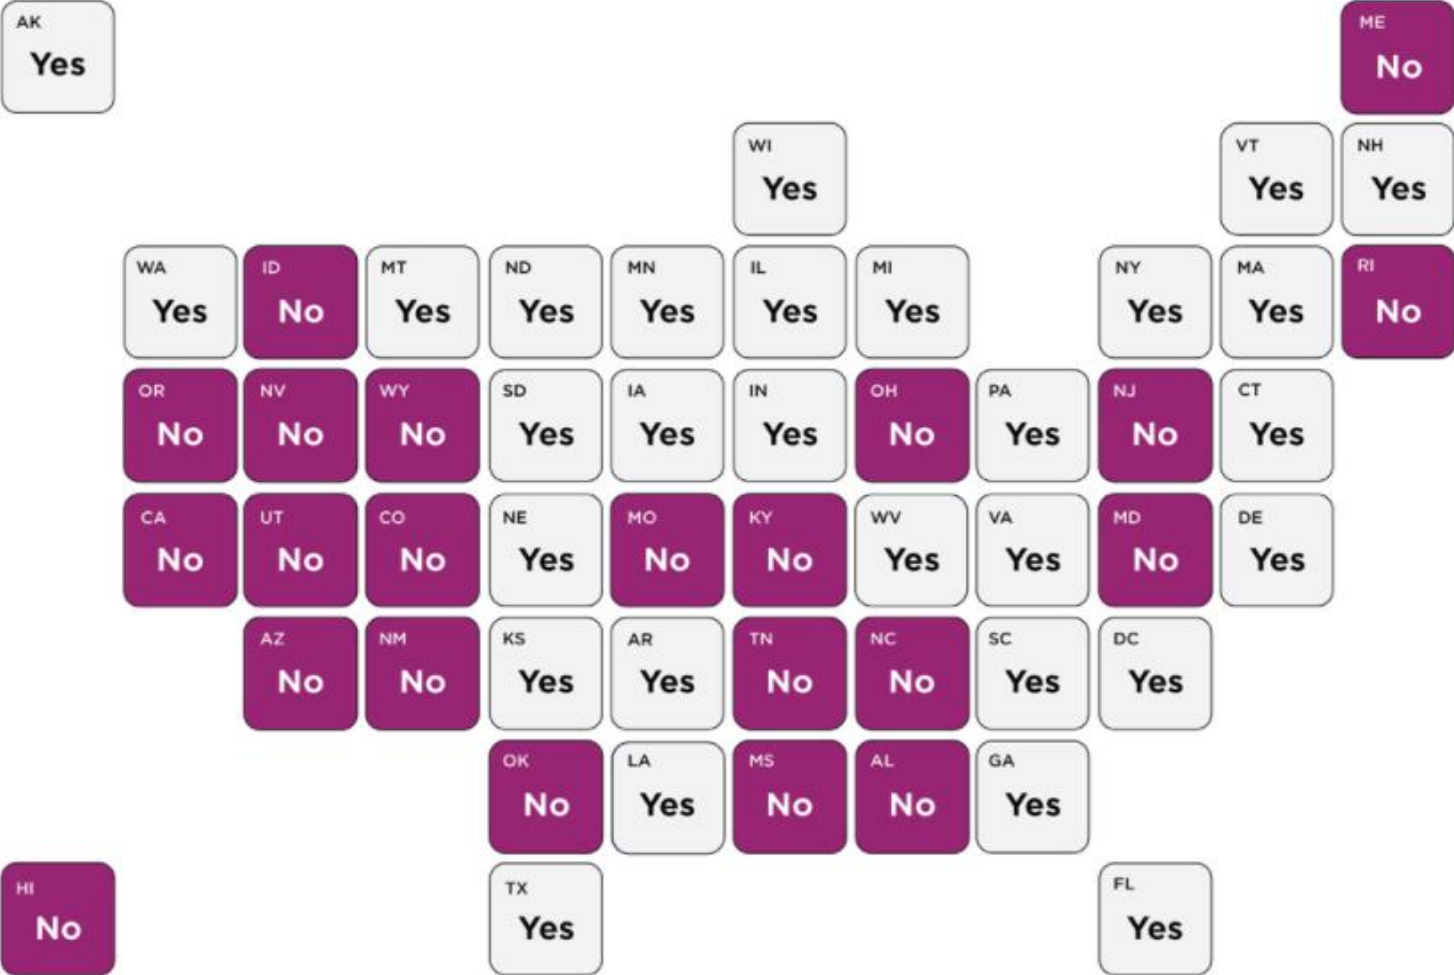 AK
Yes
ME
No
WI
Yes
VT
Yes
NH
Yes
WA
Yes
ID
No
MT
Yes
ND
Yes
MN
Yes
IL
Yes
MI
Yes
NY
Yes
MA
Yes
RI
No
OR
No
NV
No
WY
No
SD
Yes
IA
Yes
IN
Yes
OH
No
PA
Yes
NJ
No
CT
Yes
CA
No
UT
No
CO
No
NE
Yes
MO
No
KY
No
WV
Yes
VA
Yes
MD
No
DE
Yes
AZ
No
NM
No
KS
Yes
AR
Yes
TN
No
NC
No
SC
Yes
DC
Yes
OK
No
LA
Yes
MS
No
AL
No
GA
Yes
HI
No
TX
Yes
FL
Yes